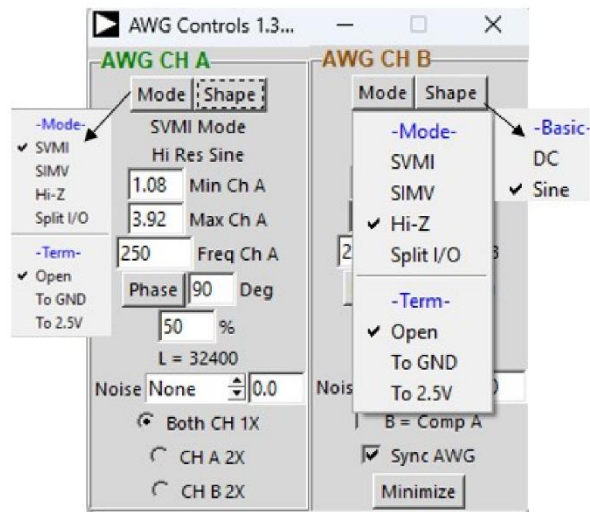 AWG Controls 1.3...
AWG CH A
Mode Shape
SVMI Mode
Hi Res Sine
1.08 Min Ch A
3.92 Max Ch A
250 Freq Ch A
Phase 90 Deg
50 %
L = 32400
Noise None 0.0
Both CH 1X
CH A 2X
CH B 2X
-Mode-
SVMI
SIMV
Hi-Z
Split I/O
-Term-
Open
To GND
To 2.5V
AWG CH B
Mode Shape
-Mode-
SVMI
SIMV
Hi-Z
Split I/O
-Term-
Open
To GND
To 2.5V
B = Comp A
Sync AWG
Minimize
-Basic-
DC
Sine